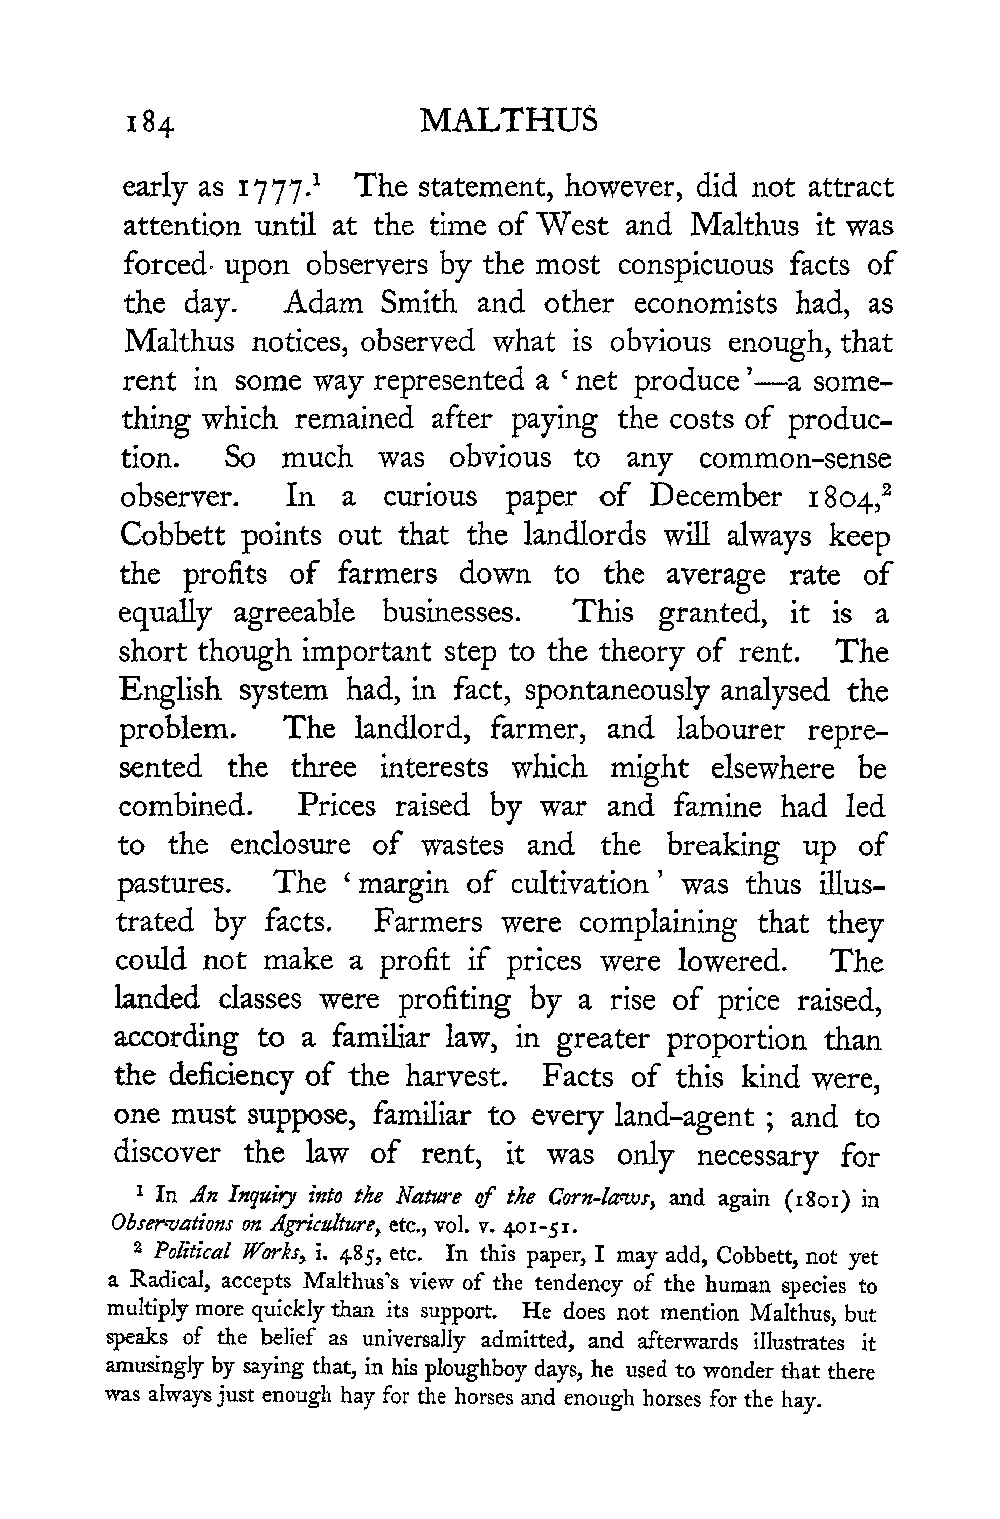 184 MALTHUS
early as 1777.¹ The statement, however, did not attract
attention until at the time of West and Malthus it was
forced upon observers by the most conspicuous facts of
the day. Adam Smith and other economists had, as
Malthus notices, observed what is obvious enough, that
rent in some way represented a ‘net produce’—a some-
thing which remained after paying the costs of produc-
tion. So much was obvious to any common-sense
observer. In a curious paper of December 1804,²
Cobbett points out that the landlords will always keep
the profits of farmers down to the average rate of
equally agreeable businesses. This granted, it is a
short though important step to the theory of rent. The
English system had, in fact, spontaneously analysed the
problem. The landlord, farmer, and labourer repre-
sented the three interests which might elsewhere be
combined. Prices raised by war and famine had led
to the enclosure of wastes and the breaking up of
pastures. The ‘margin of cultivation’ was thus illus-
trated by facts. Farmers were complaining that they
could not make a profit if prices were lowered. The
landed classes were profiting by a rise of price raised,
according to a familiar law, in greater proportion than
the deficiency of the harvest. Facts of this kind were,
one must suppose, familiar to every land-agent ; and to
discover the law of rent, it was only necessary for
¹ In An Inquiry into the Nature of the Corn-laws, and again (1801) in
Observations on Agriculture, etc., vol. v. 401-51.
² Political Works, i. 485, etc. In this paper, I may add, Cobbett, not yet
a Radical, accepts Malthus's view of the tendency of the human species to
multiply more quickly than its support. He does not mention Malthus, but
speaks of the belief as universally admitted, and afterwards illustrates it
amusingly by saying that, in his ploughboy days, he used to wonder that there
was always just enough hay for the horses and enough horses for the hay.